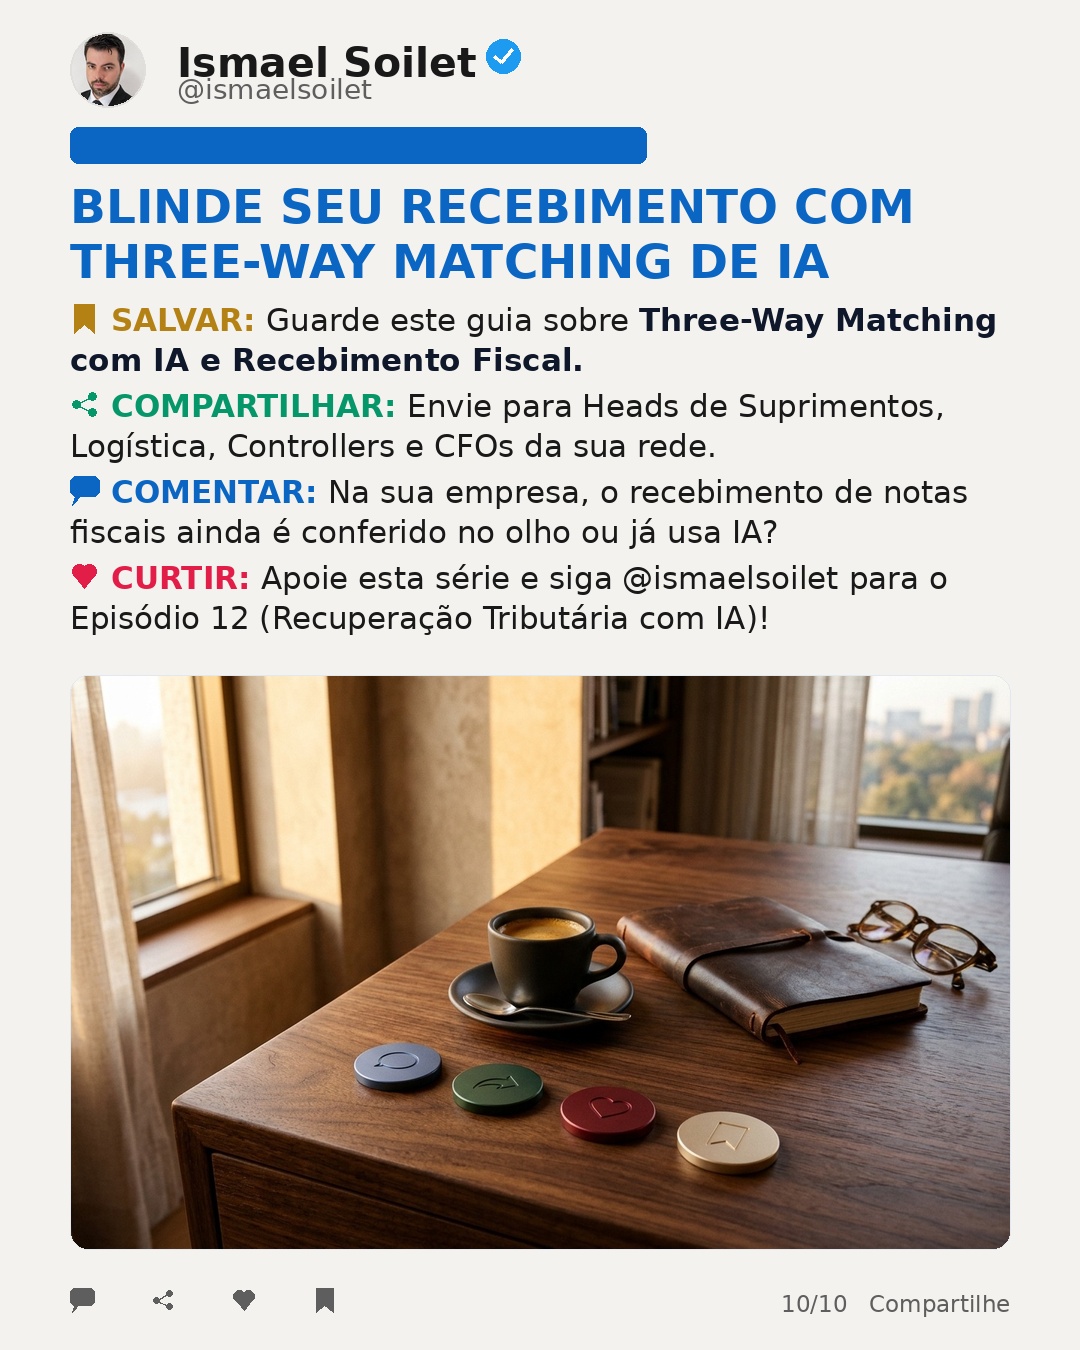 Ismael Soilet
@ismaelsoilet
BLINDE SEU RECEBIMENTO COM
THREE-WAY MATCHING DE IA
SALVAR: Guarde este guia sobre Three-Way Matching
com IA e Recebimento Fiscal.
COMPARTILHAR: Envie para Heads de Suprimentos,
Logística, Controllers e CFOs da sua rede.
COMENTAR: Na sua empresa, o recebimento de notas
fiscais ainda é conferido no olho ou já usa IA?
CURTIR: Apoie esta série e siga @ismaelsoilet para o
Episódio 12 (Recuperação Tributária com IA)!
10/10 Compartilhe